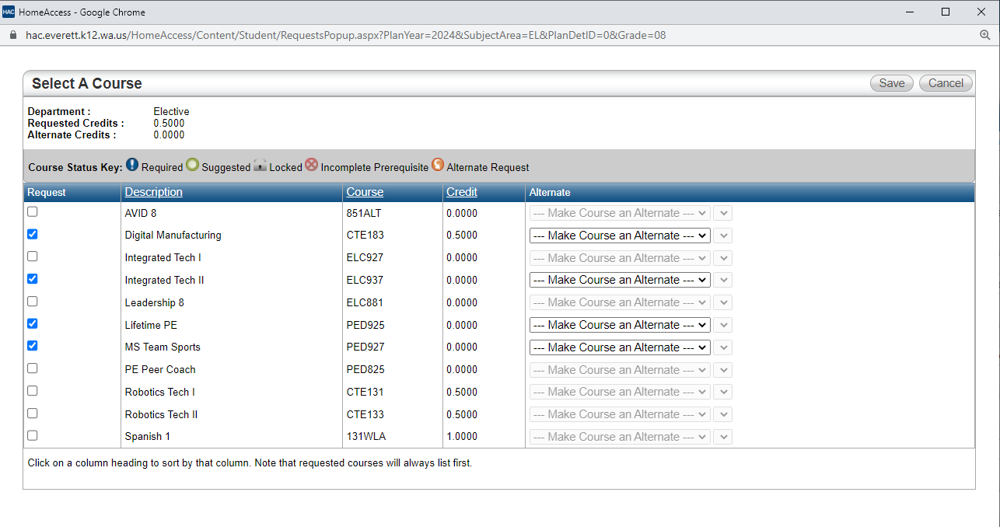 HAC HomeAccess - Google Chrome
hac.everett.k12.wa.us/HomeAccess/Content/Student/RequestsPopup.aspx?PlanYear=2024&SubjectArea=EL&PlanDetID=0&Grade=08
Select A Course Save Cancel
Department : Elective
Requested Credits : 0.5000
Alternate Credits : 0.0000
Course Status Key: Required Suggested Locked Incomplete Prerequisite Alternate Request
Request Description Course Credit Alternate
AVID 8 851ALT 0.0000 --- Make Course an Alternate ---
Digital Manufacturing CTE183 0.5000 --- Make Course an Alternate ---
Integrated Tech I ELC927 0.0000 --- Make Course an Alternate ---
Integrated Tech II ELC937 0.0000 --- Make Course an Alternate ---
Leadership 8 ELC881 0.0000 --- Make Course an Alternate ---
Lifetime PE PED925 0.0000 --- Make Course an Alternate ---
MS Team Sports PED927 0.0000 --- Make Course an Alternate ---
PE Peer Coach PED825 0.0000 --- Make Course an Alternate ---
Robotics Tech I CTE131 0.5000 --- Make Course an Alternate ---
Robotics Tech II CTE133 0.5000 --- Make Course an Alternate ---
Spanish 1 131WLA 1.0000 --- Make Course an Alternate ---
Click on a column heading to sort by that column. Note that requested courses will always list first.